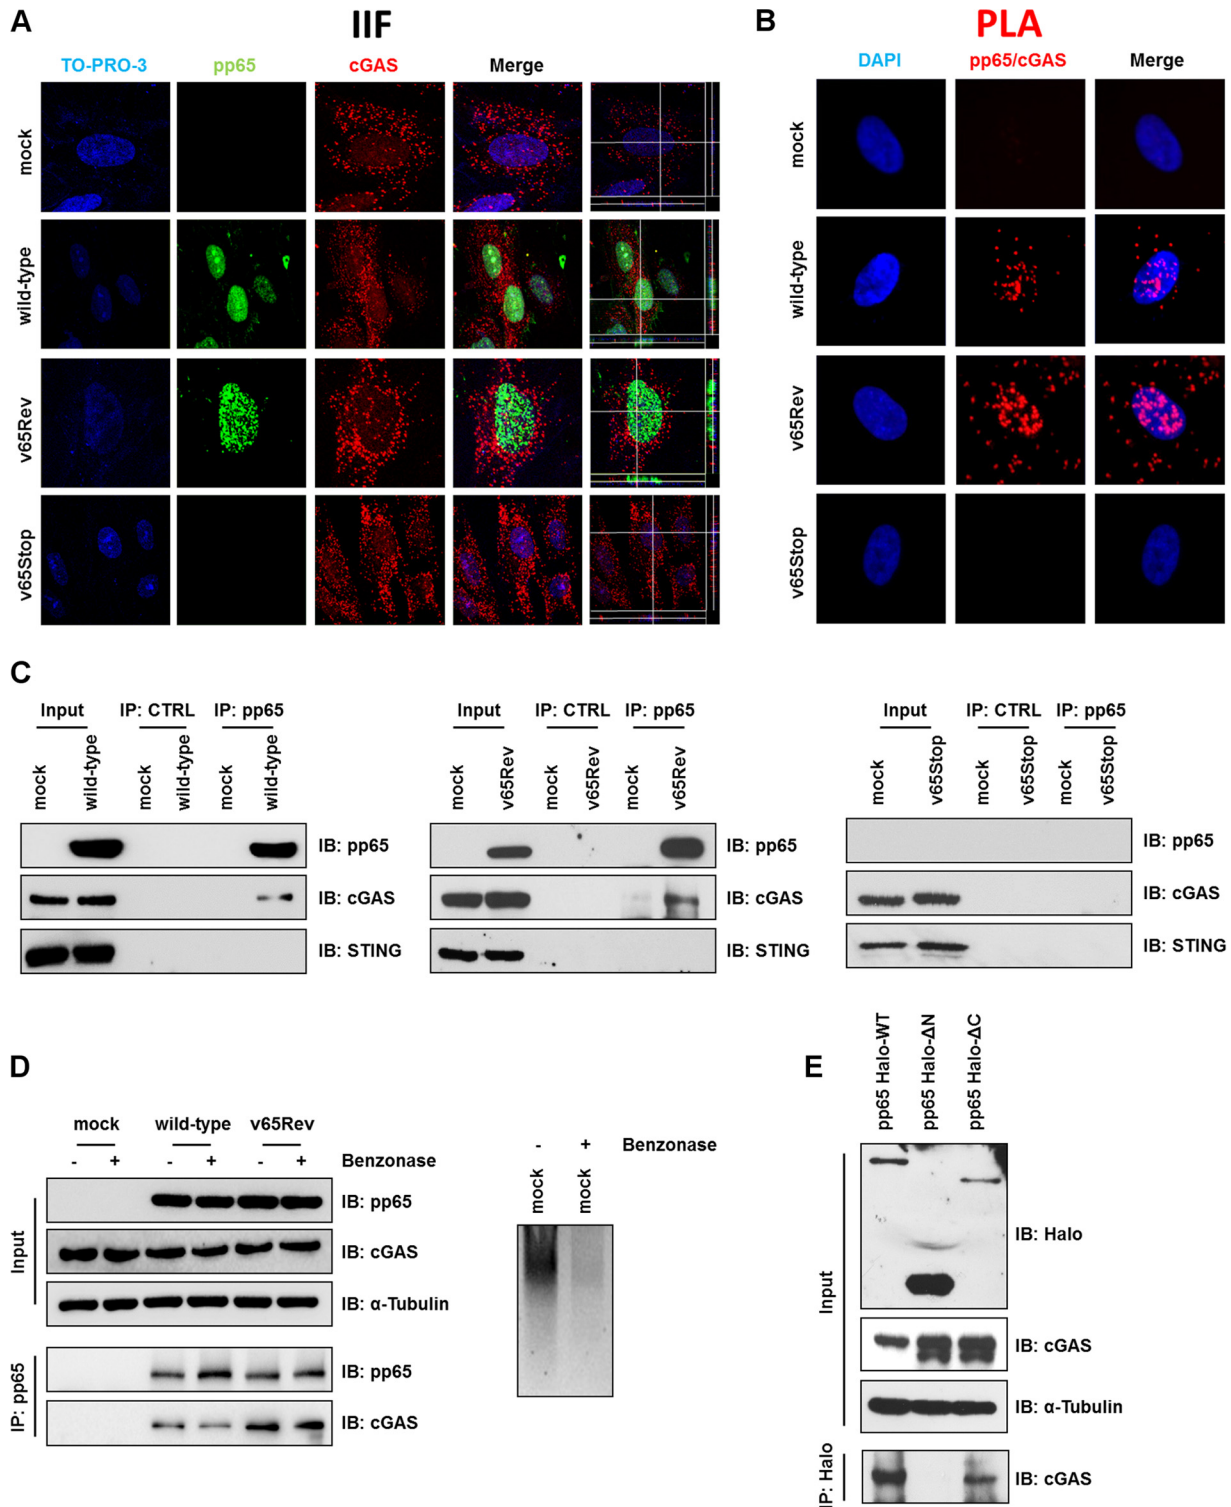 A IIF
TO-PRO-3 pp65 cGAS Merge
mock
wild-type
v65Rev
v65Stop
B PLA
DAPI pp65/cGAS Merge
mock
wild-type
v65Rev
v65Stop
C
Input IP: CTRL IP: pp65
mock wild-type mock wild-type mock wild-type
IB: pp65
IB: cGAS
IB: STING
Input IP: CTRL IP: pp65
mock v65Rev mock v65Rev mock v65Rev
IB: pp65
IB: cGAS
IB: STING
Input IP: CTRL IP: pp65
mock v65Stop mock v65Stop mock v65Stop
IB: pp65
IB: cGAS
IB: STING
D
mock wild-type v65Rev
- + - + - + Benzonase
Input
IB: pp65
IB: cGAS
IB: α-Tubulin
IP: pp65
IB: pp65
IB: cGAS
- + Benzonase
mock mock
E
pp65 Halo-WT pp65 Halo-ΔN pp65 Halo-ΔC
Input
IB: Halo
IB: cGAS
IB: α-Tubulin
IP: Halo
IB: cGAS